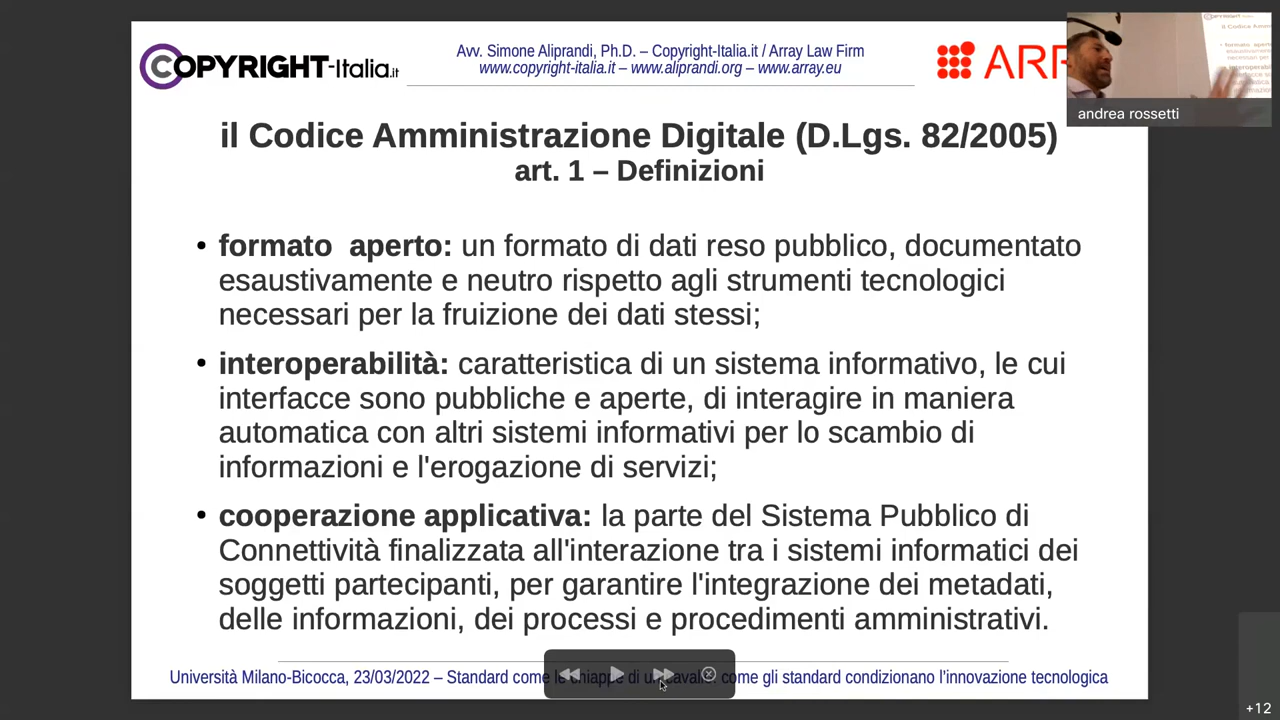 COPYRIGHT-Italia.it
Avv. Simone Aliprandi, Ph.D. – Copyright-Italia.it / Array Law Firm
www.copyright-italia.it – www.aliprandi.org – www.array.eu
andrea rossetti
il Codice Amministrazione Digitale (D.Lgs. 82/2005)
art. 1 – Definizioni
• formato aperto: un formato di dati reso pubblico, documentato
esaustivamente e neutro rispetto agli strumenti tecnologici
necessari per la fruizione dei dati stessi;
• interoperabilità: caratteristica di un sistema informativo, le cui
interfacce sono pubbliche e aperte, di interagire in maniera
automatica con altri sistemi informativi per lo scambio di
informazioni e l'erogazione di servizi;
• cooperazione applicativa: la parte del Sistema Pubblico di
Connettività finalizzata all'interazione tra i sistemi informatici dei
soggetti partecipanti, per garantire l'integrazione dei metadati,
delle informazioni, dei processi e procedimenti amministrativi.
Università Milano-Bicocca, 23/03/2022 – Standard come le chiappe di un cavallo: come gli standard condizionano l'innovazione tecnologica
+12